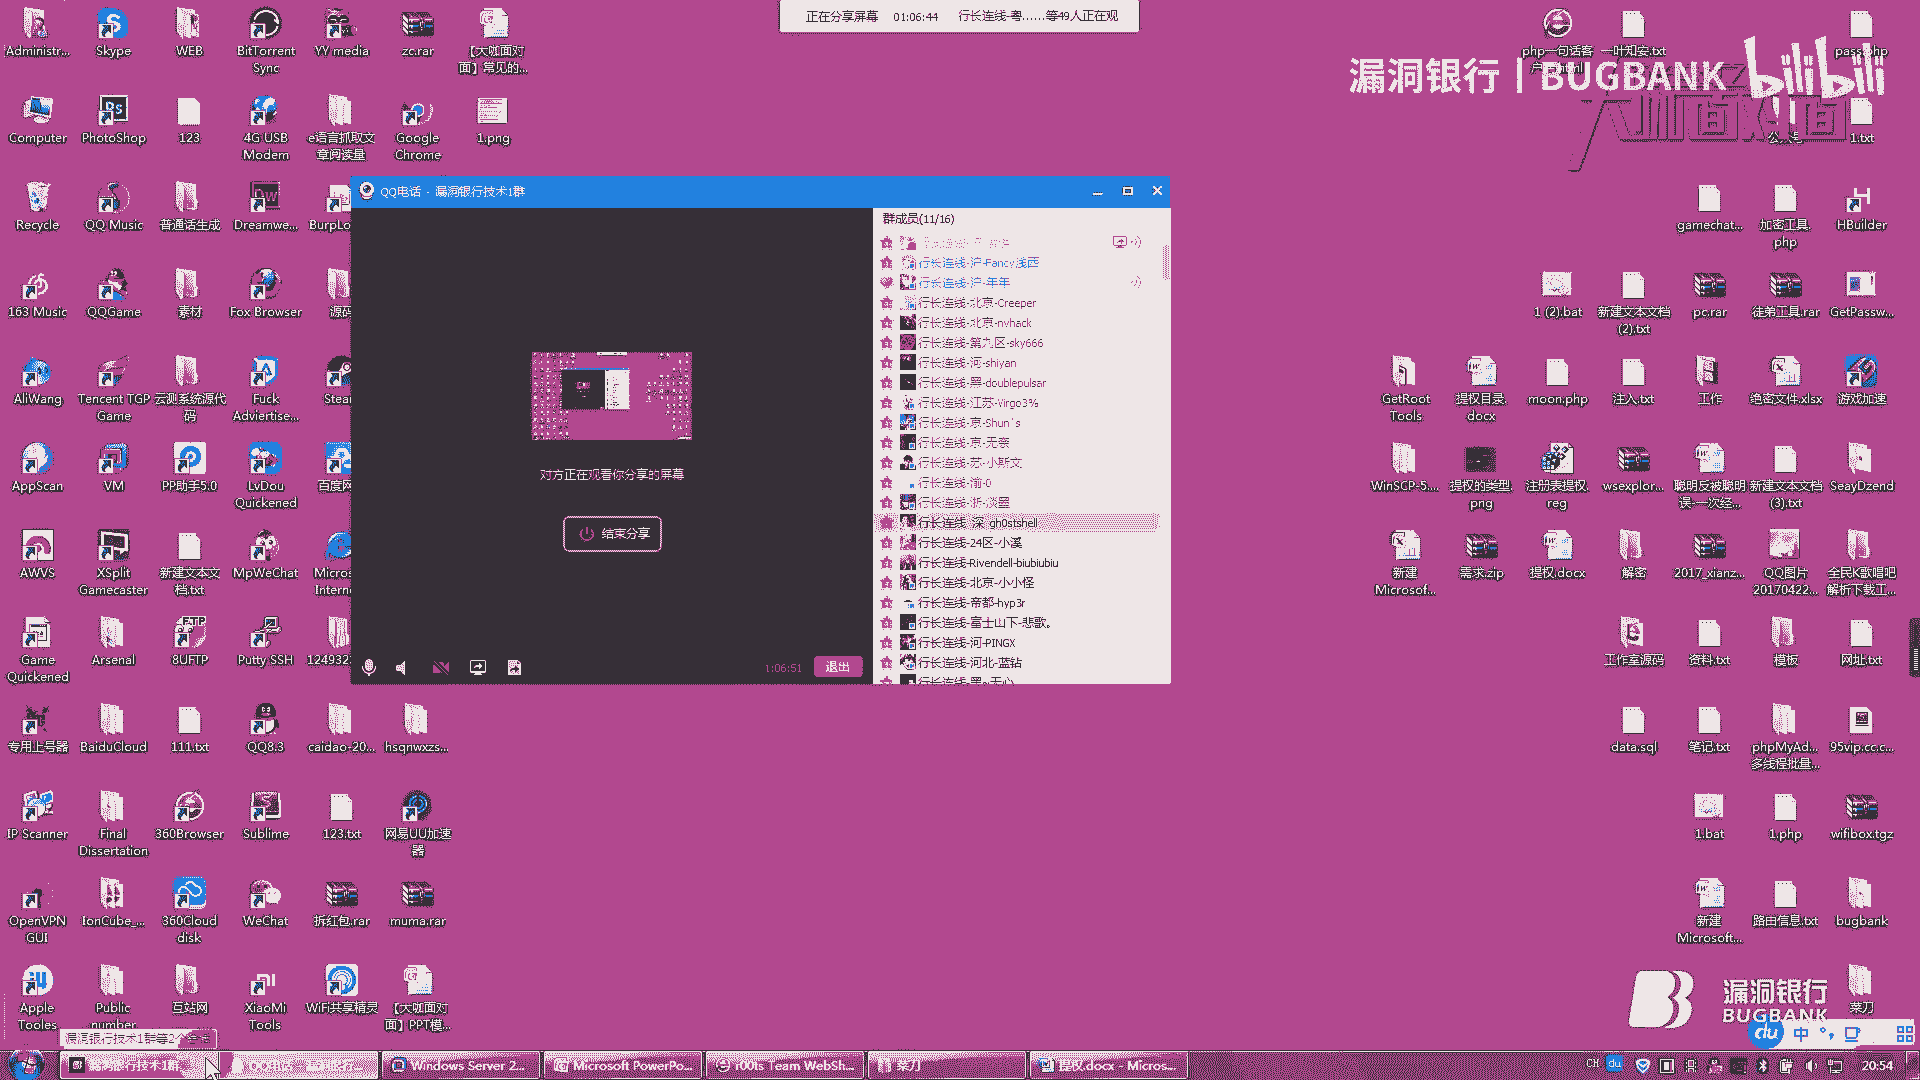 正在分享屏幕 01:06:44 行长连线-粤......等49人正在观
漏洞银行 | BUGBANK bilibili
大咖面对面
Administr...
Skype
WEB
BitTorrent
Sync
YY media
zc.rar
【大咖面对
面】常见的...
php一句话客
一叶知安.txt
pass.php
Computer
PhotoShop
123
4G USB
Modem
e语言抓取文
章阅读量
Google
Chrome
1.png
1.txt
Recycle
QQ Music
普通话生成
Dreamwe...
BurpLo
gamechat...
加密工具.
php
HBuilder
163 Music
QQGame
素材
Fox Browser
源码
1 (2).bat
新建文本文档
(2).txt
pc.rar
徒弟工具.rar
GetPassw...
AliWang
Tencent TGP
Game
云测系统源代
码
Fuck
Adviertise...
Stea
GetRoot
Tools
提权目录.
docx
moon.php
注入.txt
工作
绝密文件.xlsx
游戏加速
AppScan
VM
PP助手5.0
LvDou
Quickened
百度网
WinSCP-5....
提权的类型.
png
注册表提权.
reg
wsexplor...
聪明反被聪明
误-一次经...
新建文本文档
(3).txt
SeayDzend
AWVS
XSplit
Gamecaster
新建文本文
档.txt
MpWeChat
Micros
Intern
新建
Microsof...
需求.zip
提权.docx
解密
2017_xianz...
QQ图片
20170422...
全民K歌唱吧
解析下载工...
Game
Quickened
Arsenal
8UFTP
Putty SSH
124932
工作室源码
资料.txt
模板
网址.txt
专用上号器
BaiduCloud
111.txt
QQ8.3
caidao-20...
hsqnwxzs...
data.sql
笔记.txt
phpMyAd...
多线程批量...
95vip.cc.c...
IP Scanner
Final
Dissertation
360Browser
Sublime
123.txt
网易UU加速
器
1.bat
1.php
wifibox.tgz
OpenVPN
GUI
IonCube_...
360Cloud
disk
WeChat
拆红包.rar
muma.rar
新建
Microsoft...
路由信息.txt
bugbank
Apple
Tooles
Public
number
互站网
XiaoMi
Tools
WiFi共享精灵
【大咖面对
面】PPT模...
菜刀
QQ电话 - 漏洞银行技术1群
群成员(11/16)
行长连线-沪-Fancy浅西
行长连线-沪-年年
行长连线-北京-Creeper
行长连线-北京-nvhack
行长连线-第九区-sky666
行长连线-河-shiyan
行长连线-黑-doublepulsar
行长连线-江苏-Virgo3%
行长连线-京-Shun`s
行长连线-京-无奈
行长连线-苏-小斯文
行长连线-渝-0
行长连线-浙-淡墨
行长连线-深-gh0stshell
行长连线-24区-小溪
行长连线-Rivendell-biubiubiu
行长连线-北京-小小怪
行长连线-帝都-hyp3r
行长连线-富士山下-悲歌。
行长连线-河-PINGX
行长连线-河北-蓝钻
对方正在观看你分享的屏幕
结束分享
1:06:51
退出
漏洞银行
BUGBANK
漏洞银行技术1群等2个会话
漏洞银行技术1群
Windows Server 2...
Microsoft PowerPo...
r00ts Team WebSh...
菜刀
提权.docx - Micros...
CH
du
du 中
20:54